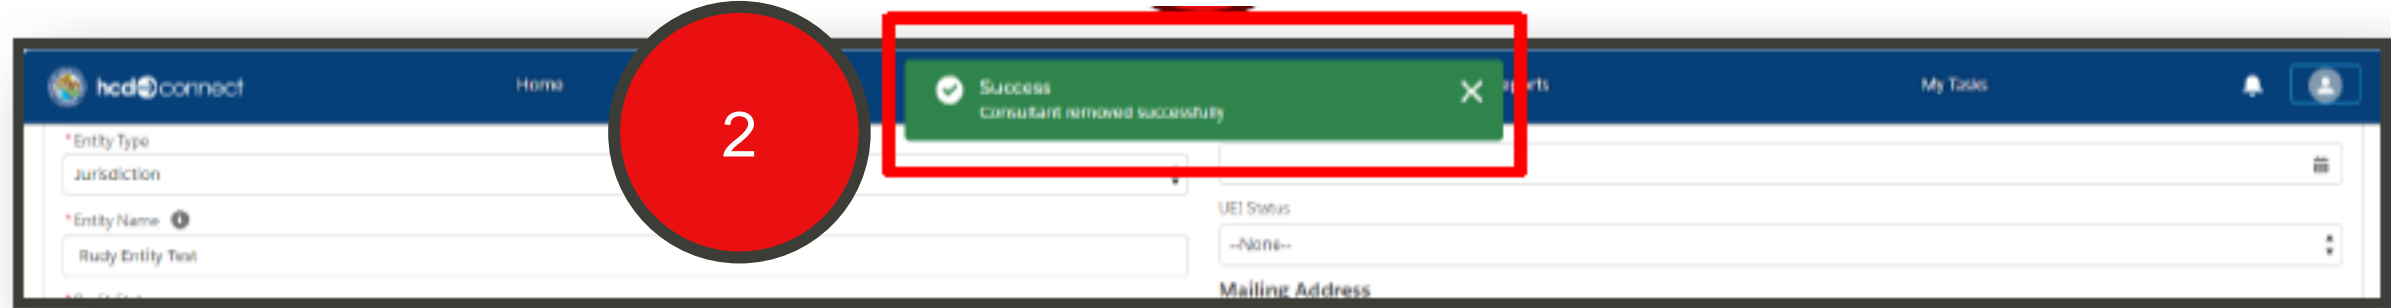 hcd connect
Home
2
Success
Consultant removed successfully
My Tasks
*Entity Type
Jurisdiction
*Entity Name
Rudy Entity Test
UEI Status
--None--
Mailing Address